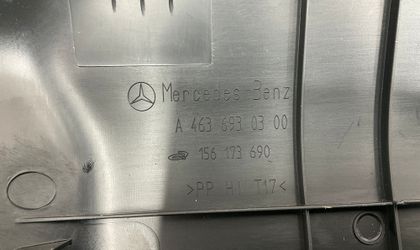 Mercedes-Benz
A 463 693 03 00
156 173 690
>PP HI T17<